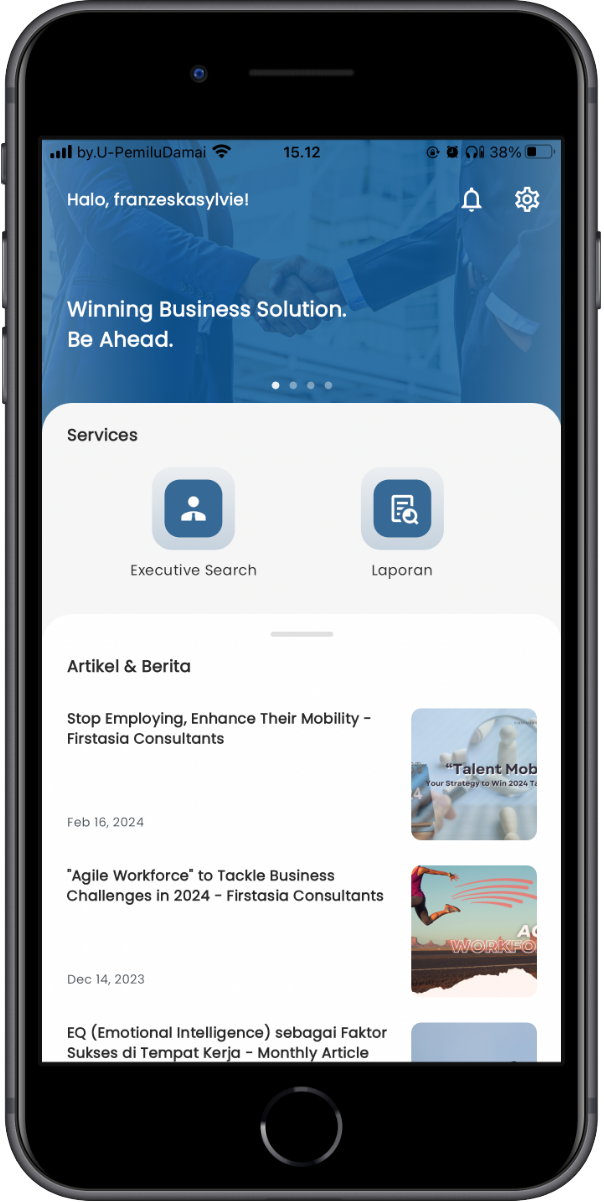 by.U-PemiluDamai 15.12 38%
Halo, franzeskasylvie!
Winning Business Solution.
Be Ahead.
Services
Executive Search
Laporan
Artikel & Berita
Stop Employing, Enhance Their Mobility -
Firstasia Consultants
"Talent Mob
Your Strategy to Win 2024 Ta
Feb 16, 2024
"Agile Workforce" to Tackle Business
Challenges in 2024 - Firstasia Consultants
AG
WORKFO
Dec 14, 2023
EQ (Emotional Intelligence) sebagai Faktor
Sukses di Tempat Kerja - Monthly Article